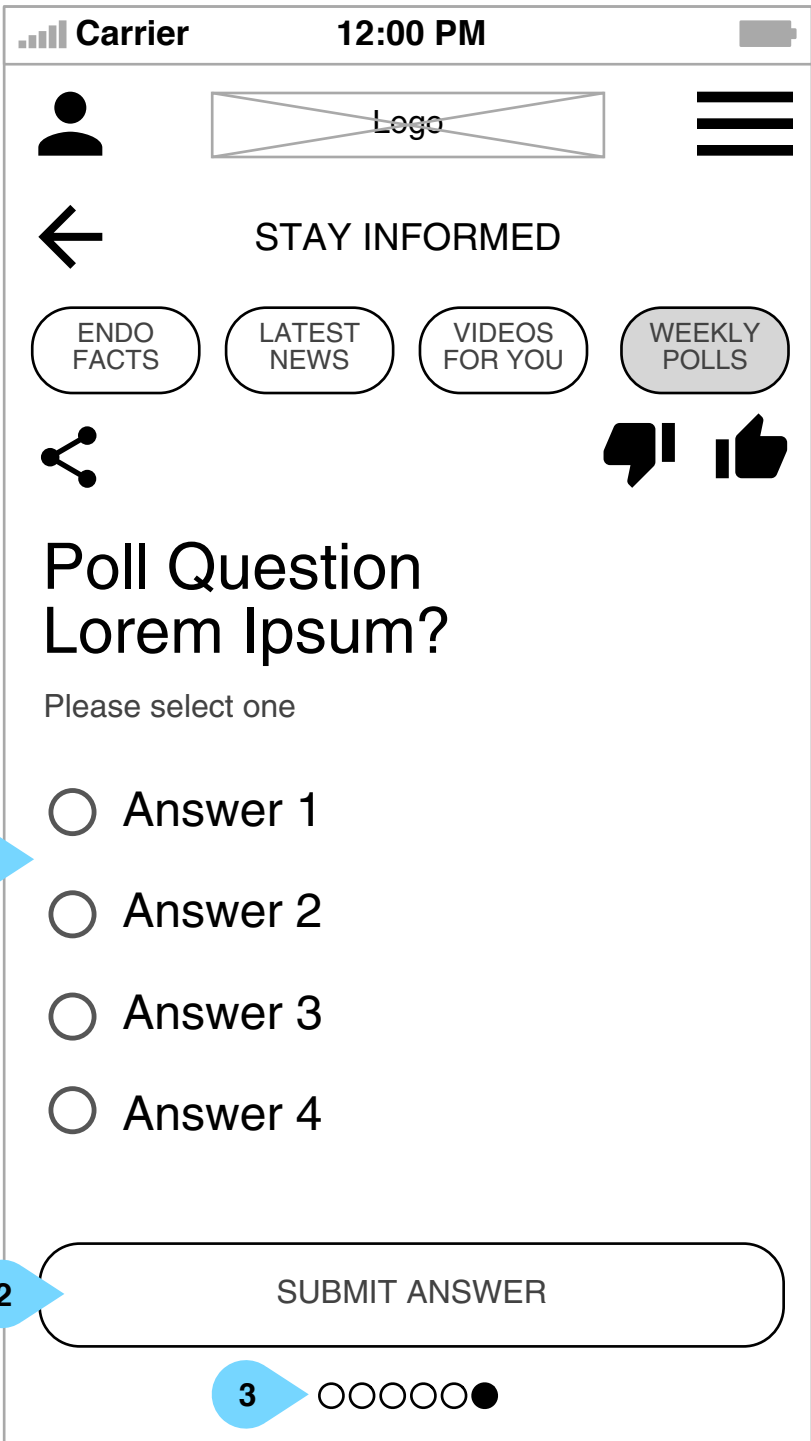 Carrier 12:00 PM
Logo
STAY INFORMED
ENDO
FACTS
LATEST
NEWS
VIDEOS
FOR YOU
WEEKLY
POLLS
Poll Question
Lorem Ipsum?
Please select one
Answer 1
Answer 2
Answer 3
Answer 4
2
SUBMIT ANSWER
3